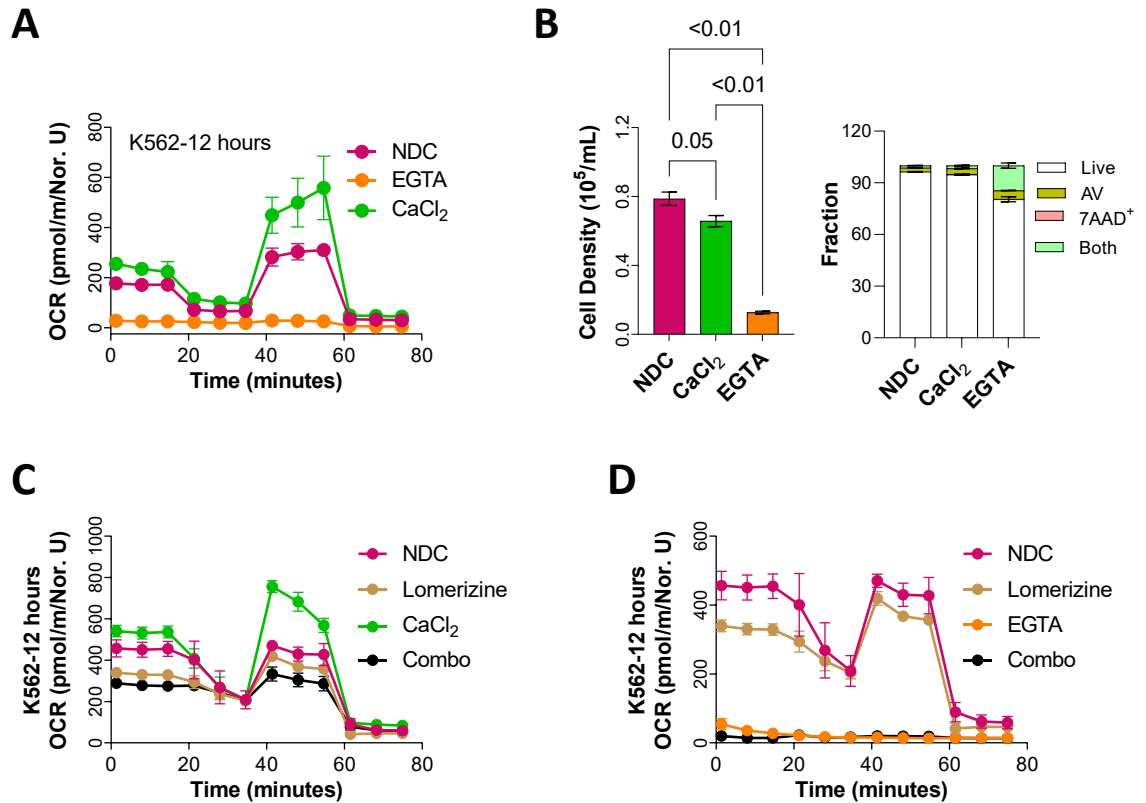 A
K562-12 hours
OCR (pmol/m/Nor. U)
0
200
400
600
800
0
20
40
60
80
Time (minutes)
NDC
EGTA
CaCl₂
B
<0.01
<0.01
0.05
Cell Density (10⁵/mL)
0.0
0.4
0.8
1.2
NDC
CaCl₂
EGTA
Fraction
0
30
60
90
120
NDC
CaCl₂
EGTA
Live
AV
7AAD⁺
Both
C
K562-12 hours
OCR (pmol/m/Nor. U)
0
200
400
600
800
1000
0
20
40
60
80
Time (minutes)
NDC
Lomerizine
CaCl₂
Combo
D
K562-12 hours
OCR (pmol/m/Nor. U)
0
200
400
600
0
20
40
60
80
Time (minutes)
NDC
Lomerizine
EGTA
Combo